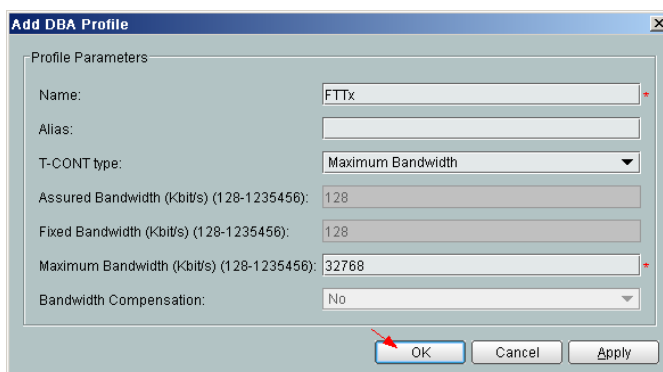 Add DBA Profile
Profile Parameters
Name: FTTx *
Alias:
T-CONT type: Maximum Bandwidth
Assured Bandwidth (Kbit/s) (128-1235456): 128
Fixed Bandwidth (Kbit/s) (128-1235456): 128
Maximum Bandwidth (Kbit/s) (128-1235456): 32768 *
Bandwidth Compensation: No
OK Cancel Apply